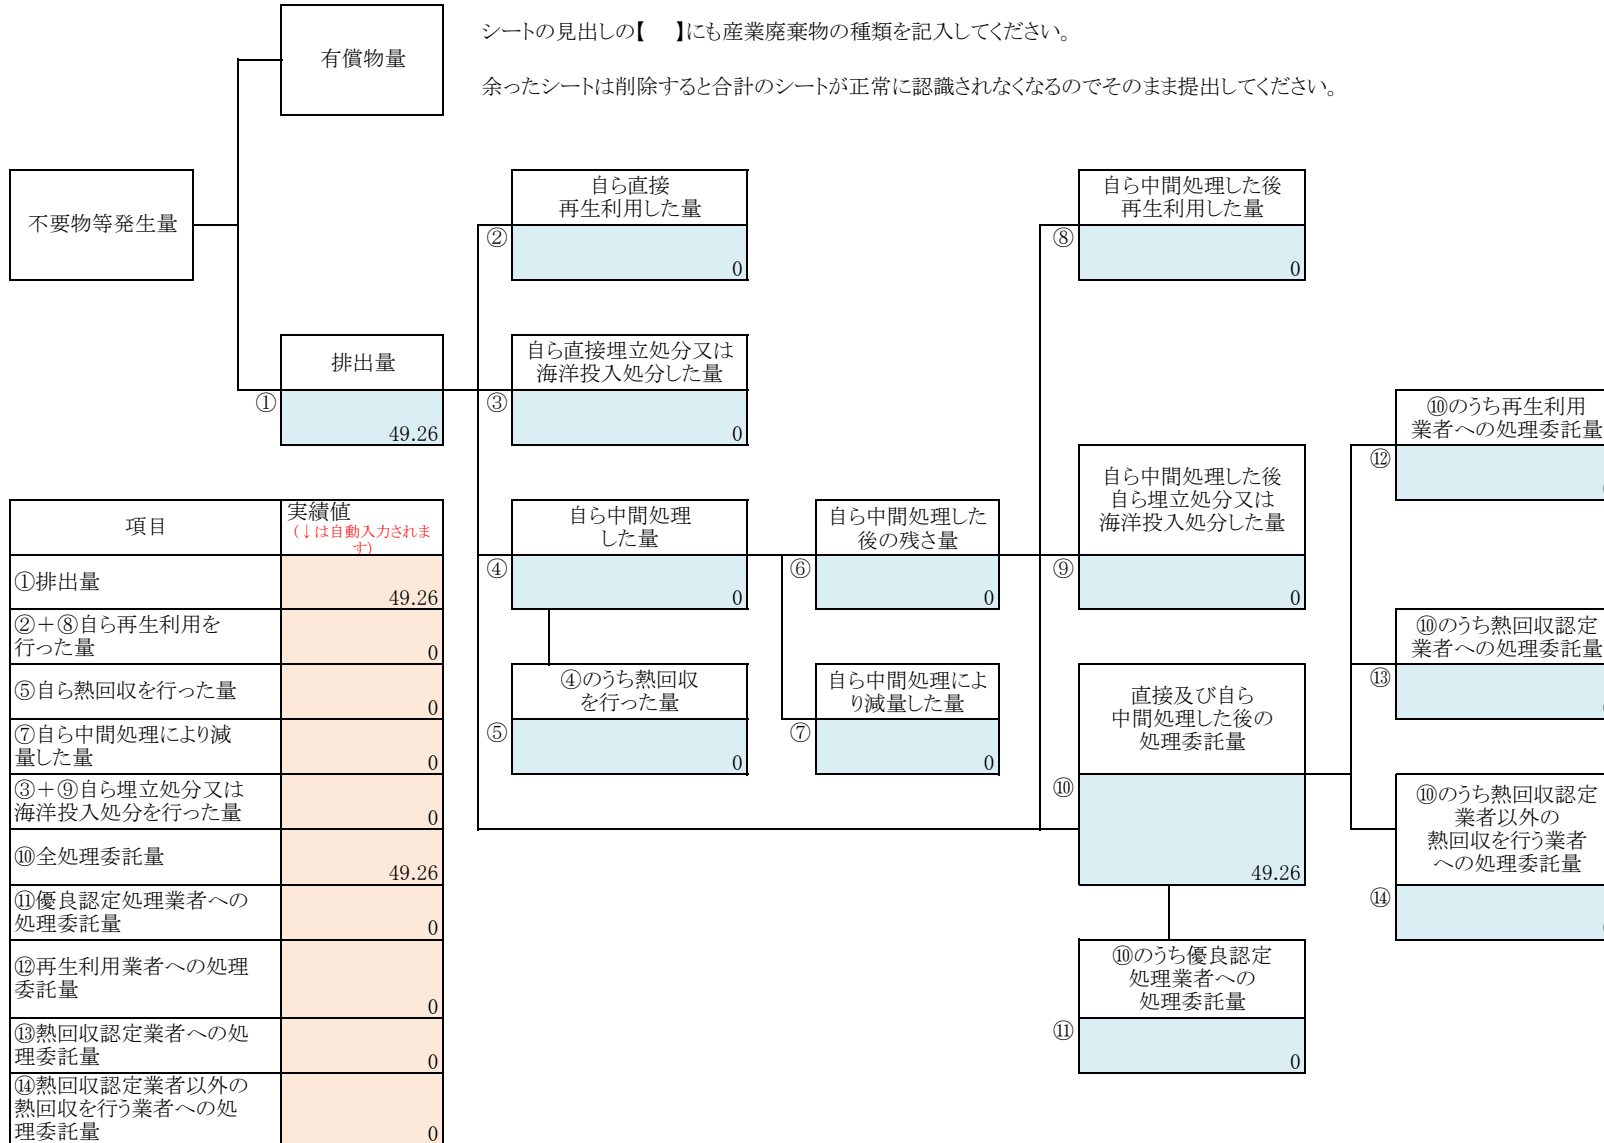 有償物量
シートの見出しの【　】にも産業廃棄物の種類を記入してください。
余ったシートは削除すると合計のシートが正常に認識されなくなるのでそのまま提出してください。
不要物等発生量
自ら直接
再生利用した量
②
0
自ら中間処理した後
再生利用した量
⑧
0
排出量
①
49.26
自ら直接埋立処分又は
海洋投入処分した量
③
0
⑩のうち再生利用
業者への処理委託量
⑫
自ら中間処理した後
自ら埋立処分又は
海洋投入処分した量
⑨
0
自ら中間処理
した量
④
0
自ら中間処理した
後の残さ量
⑥
0
④のうち熱回収
を行った量
⑤
0
自ら中間処理によ
り減量した量
⑦
0
直接及び自ら
中間処理した後の
処理委託量
⑩
49.26
⑩のうち熱回収認定
業者への処理委託量
⑬
⑩のうち熱回収認定
業者以外の
熱回収を行う業者
への処理委託量
⑭
⑩のうち優良認定
処理業者への
処理委託量
⑪
0
項目
実績値
(↓は自動入力されま
す)
①排出量
49.26
②+⑧自ら再生利用を
行った量
0
⑤自ら熱回収を行った量
0
⑦自ら中間処理により減
量した量
0
③+⑨自ら埋立処分又は
海洋投入処分を行った量
0
⑩全処理委託量
49.26
⑪優良認定処理業者への
処理委託量
0
⑫再生利用業者への処理
委託量
0
⑬熱回収認定業者への処
理委託量
0
⑭熱回収認定業者以外の
熱回収を行う業者への処
理委託量
0